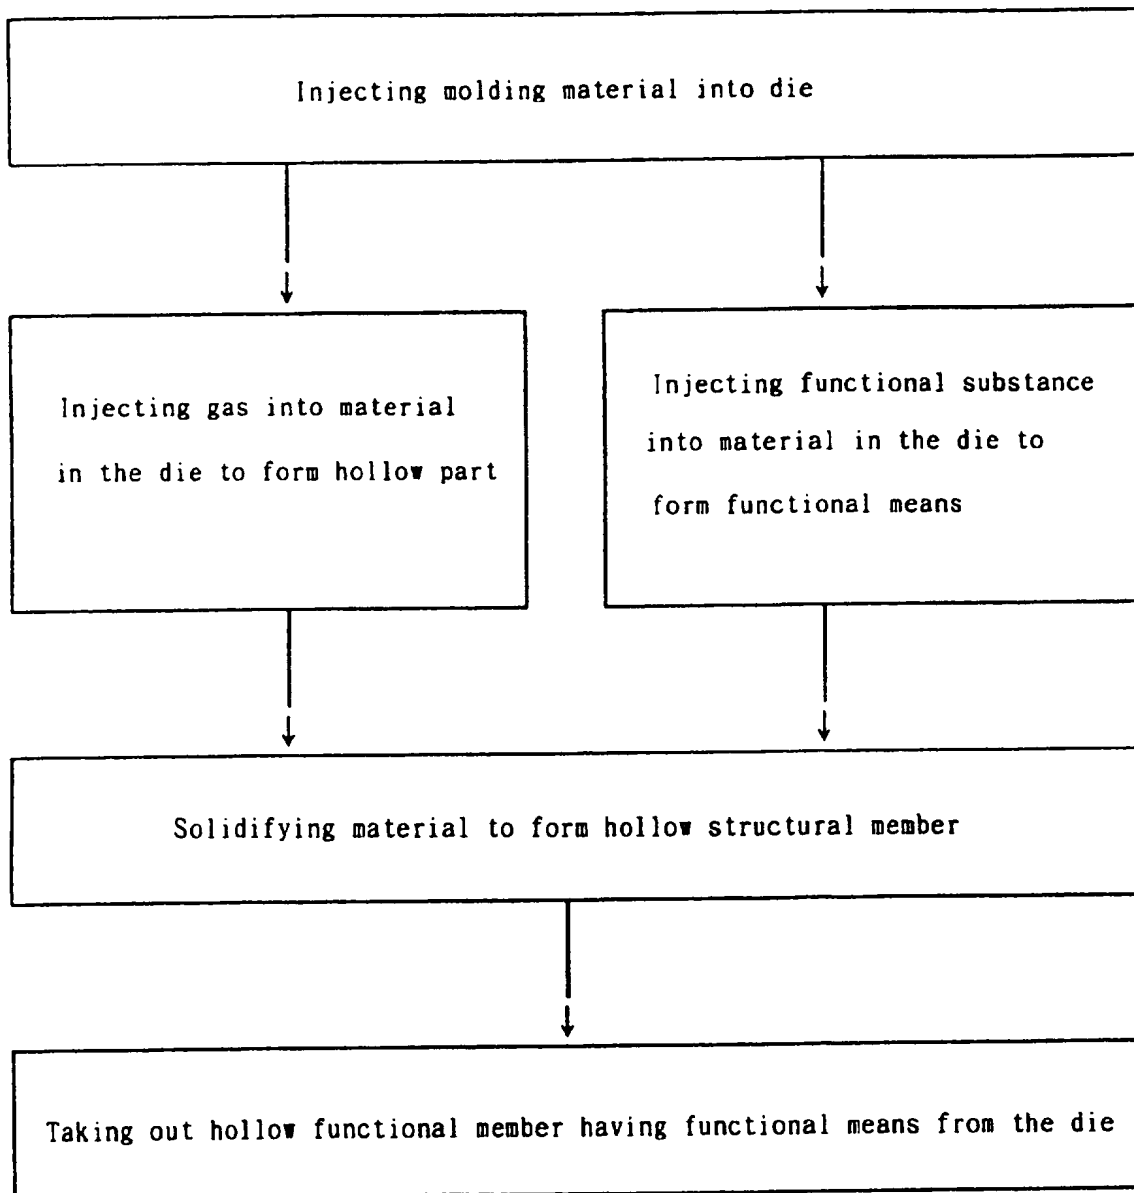 Injecting molding material into die
Injecting gas into material
in the die to form hollow part
Injecting functional substance
into material in the die to
form functional means
Solidifying material to form hollow structural member
Taking out hollow functional member having functional means from the die